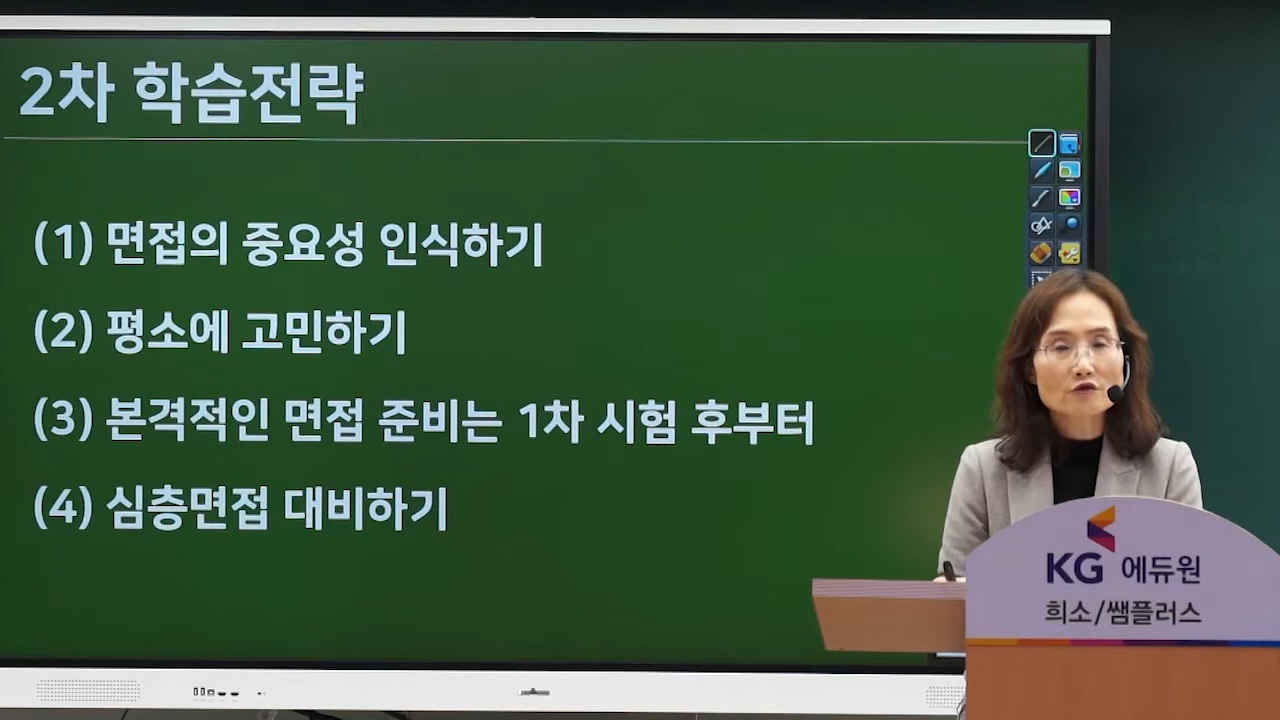 2차 학습전략
(1) 면접의 중요성 인식하기
(2) 평소에 고민하기
(3) 본격적인 면접 준비는 1차 시험 후부터
(4) 심층면접 대비하기
KG 에듀원
희소/쌤플러스